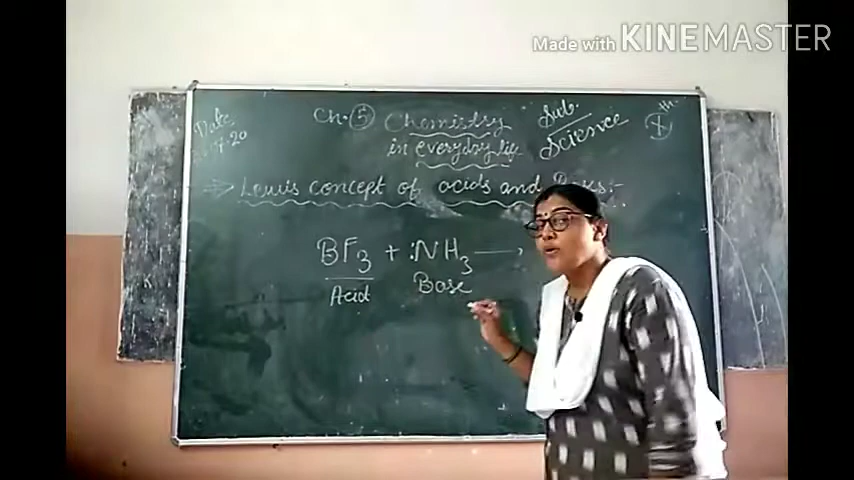 Made with KINEMASTER
Date
Ch. 5 Chemistry
in everyday life
Sub.
Science
X th
⇒ Lewis concept of acids and :-
BF3 + :NH3 →
Acid Base